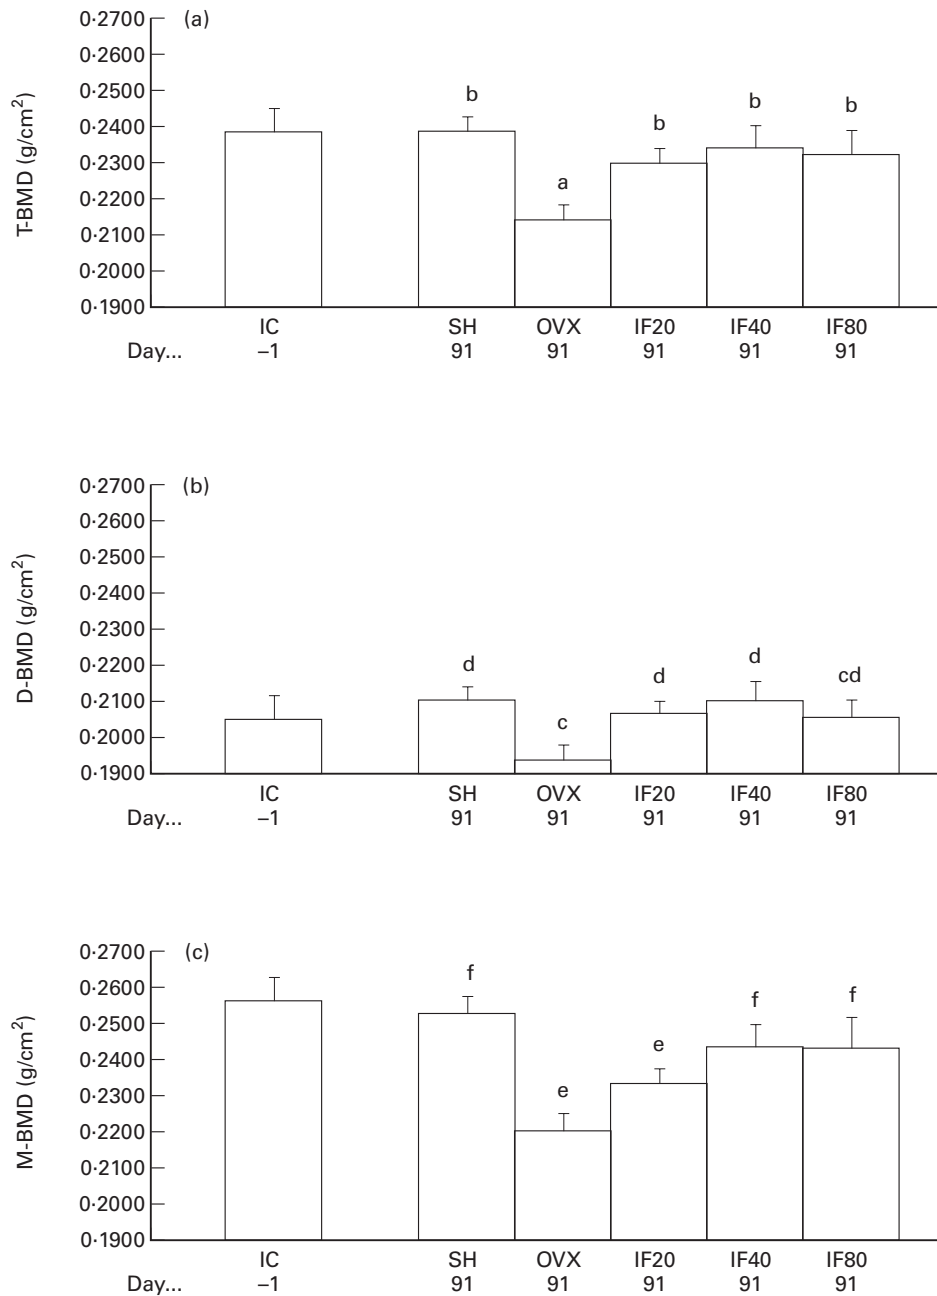 (a)
T-BMD (g/cm²)
0·2700
0·2600
0·2500
0·2400
0·2300
0·2200
0·2100
0·2000
0·1900
b
a
b
b
b
IC SH OVX IF20 IF40 IF80
Day... –1 91 91 91 91 91
(b)
D-BMD (g/cm²)
0·2700
0·2600
0·2500
0·2400
0·2300
0·2200
0·2100
0·2000
0·1900
d
c
d
d
cd
IC SH OVX IF20 IF40 IF80
Day... –1 91 91 91 91 91
(c)
M-BMD (g/cm²)
0·2700
0·2600
0·2500
0·2400
0·2300
0·2200
0·2100
0·2000
0·1900
f
e
e
f
f
IC SH OVX IF20 IF40 IF80
Day... –1 91 91 91 91 91